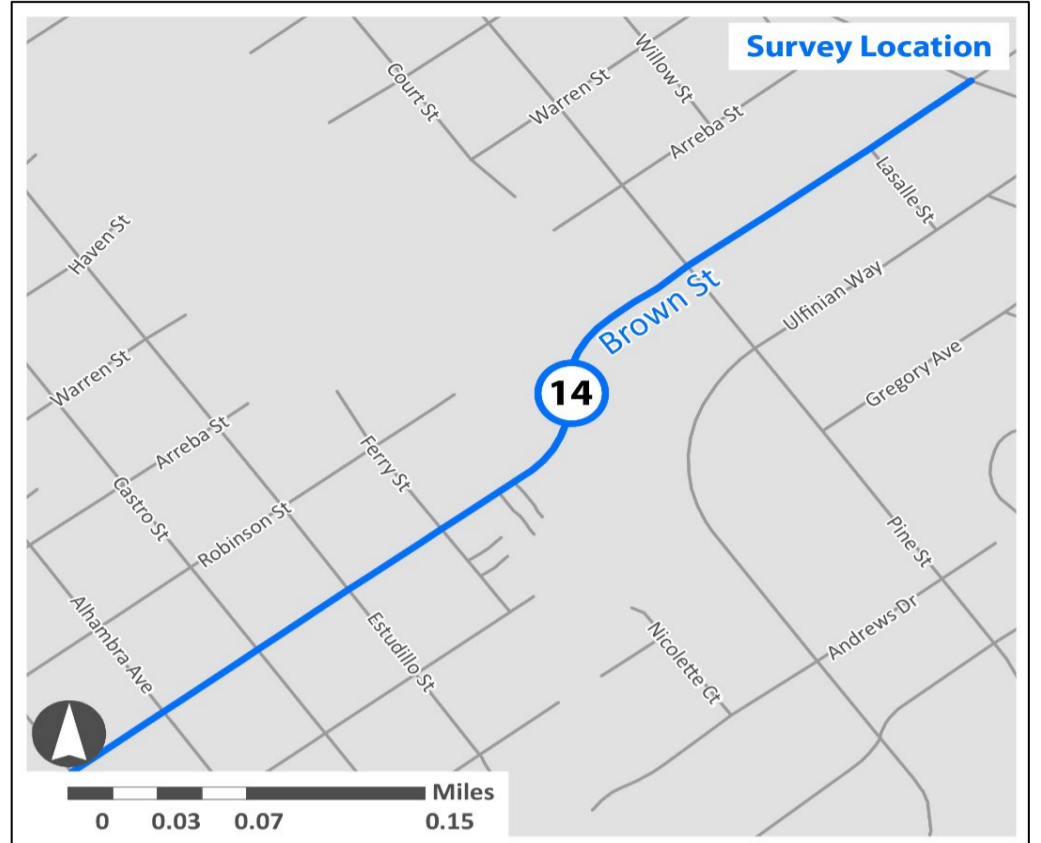 Survey Location
Court St
Willow St
Warren St
Arreba St
Lasalle St
Haven St
Brown St
Ulfinian Way
14
Gregory Ave
Warren St
Arreba St
Ferry St
Castro St
Robinson St
Pine St
Alhambra Ave
Estudillo St
Andrews Dr
Nicolette Ct
Miles
0 0.03 0.07 0.15